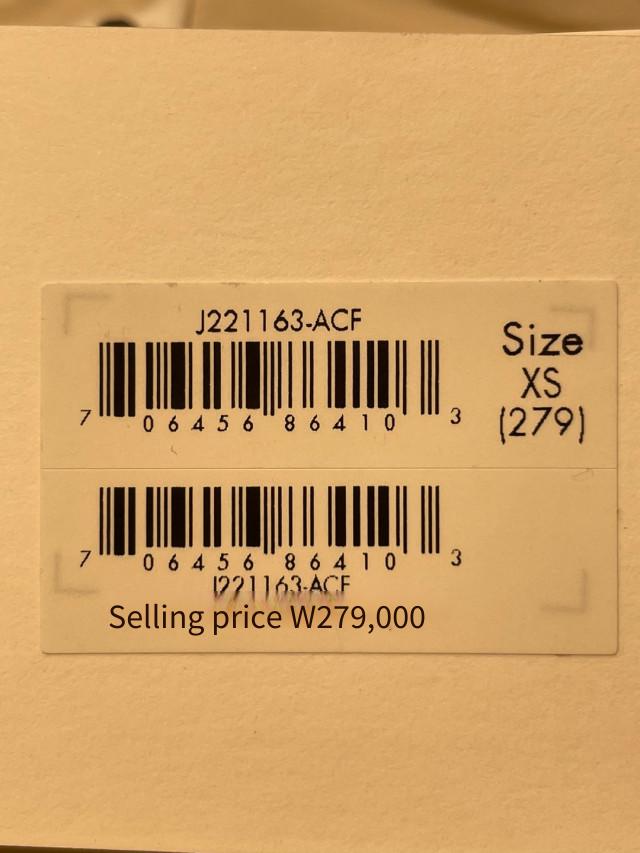 J221163-ACF
Size
XS
(279)
7 06456 86410 3
7 06456 86410 3
J221163-ACF
Selling price W279,000